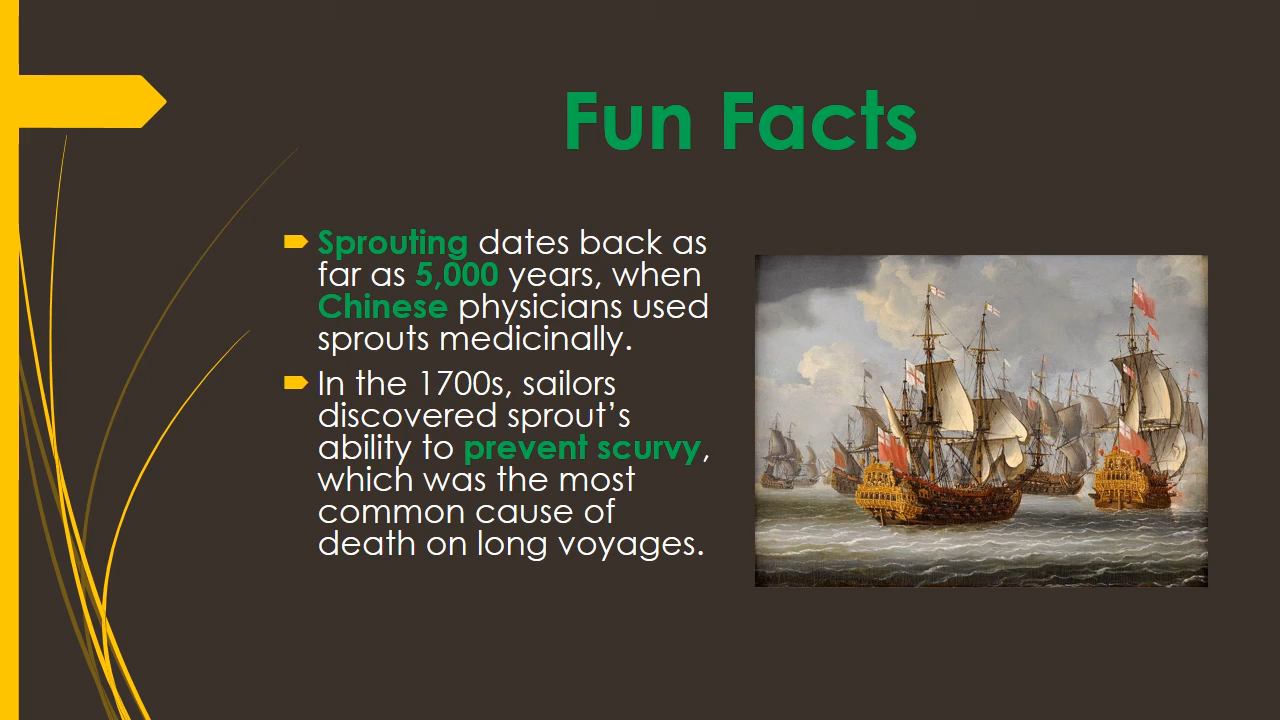 Fun Facts
Sprouting dates back as
far as 5,000 years, when
Chinese physicians used
sprouts medicinally.
In the 1700s, sailors
discovered sprout’s
ability to prevent scurvy,
which was the most
common cause of
death on long voyages.